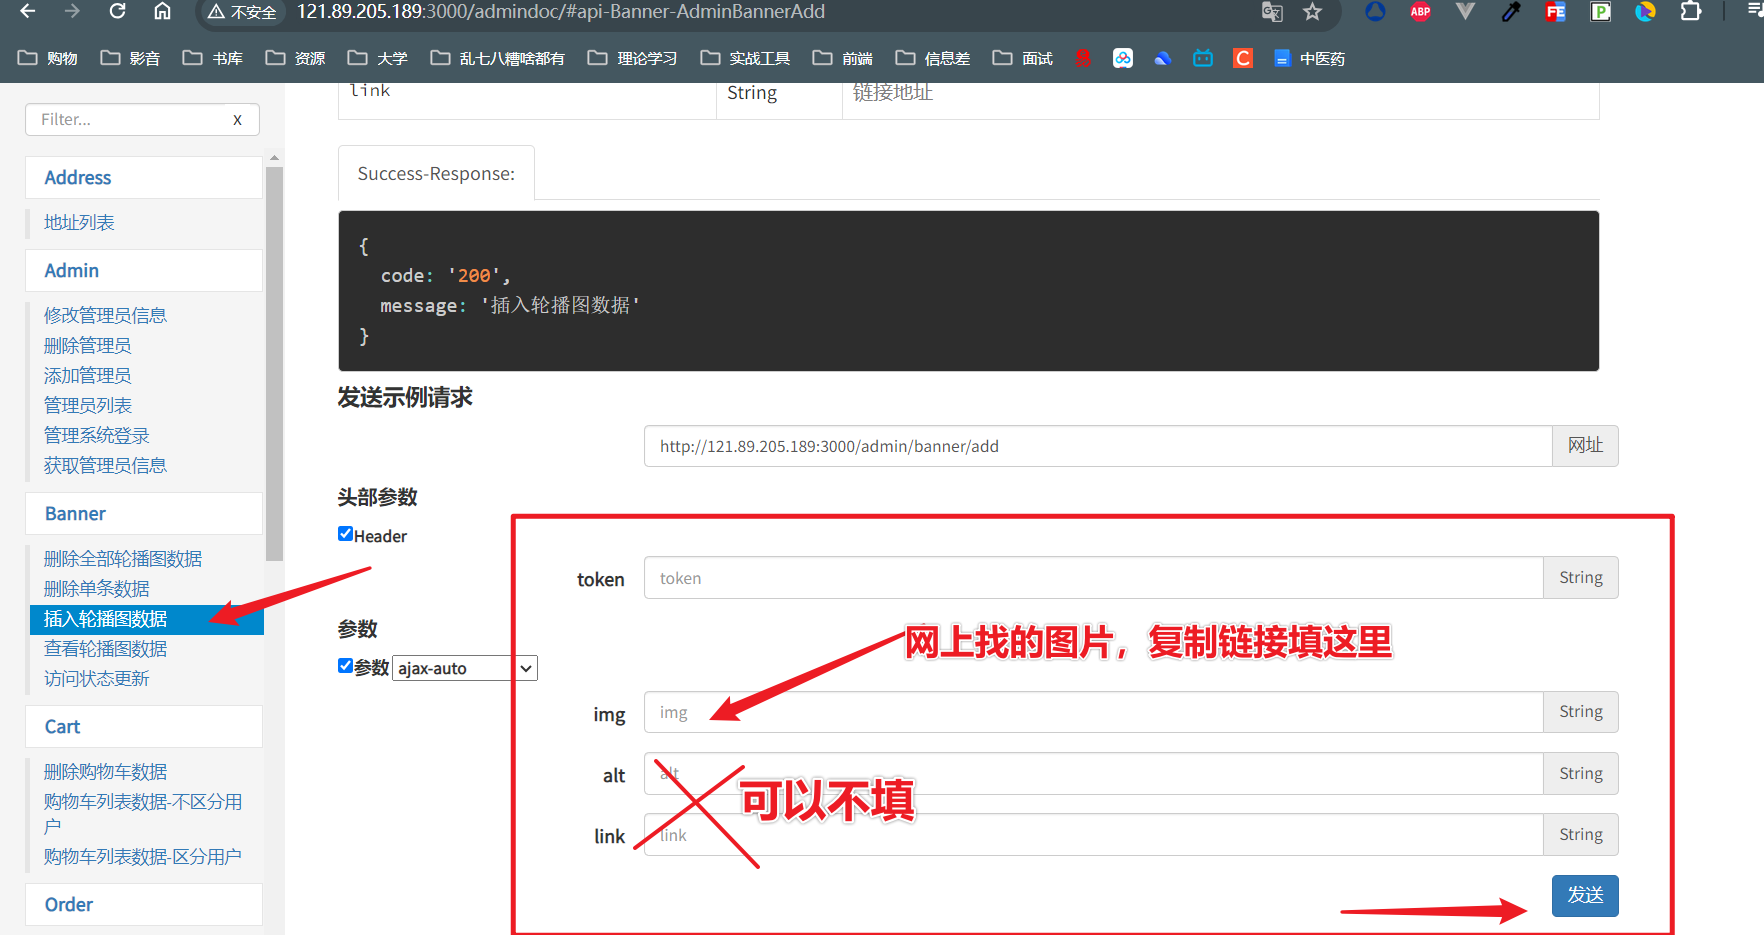 不安全 121.89.205.189:3000/admindoc/#api-Banner-AdminBannerAdd
ABP
FE
P
购物 影音 书库 资源 大学 乱七八糟啥都有 理论学习 实战工具 前端 信息差 面试 C 中医药
Filter... X
Address
地址列表
Admin
修改管理员信息
删除管理员
添加管理员
管理员列表
管理系统登录
获取管理员信息
Banner
删除全部轮播图数据
删除单条数据
插入轮播图数据
查看轮播图数据
访问状态更新
Cart
删除购物车数据
购物车列表数据-不区分用
户
购物车列表数据-区分用户
Order
link String 链接地址
Success-Response:
{
code: '200',
message: '插入轮播图数据'
}
发送示例请求
http://121.89.205.189:3000/admin/banner/add 网址
头部参数
Header
token token String
参数
参数 ajax-auto
网上找的图片，复制链接填这里
img img String
alt alt String
可以不填
link link String
发送